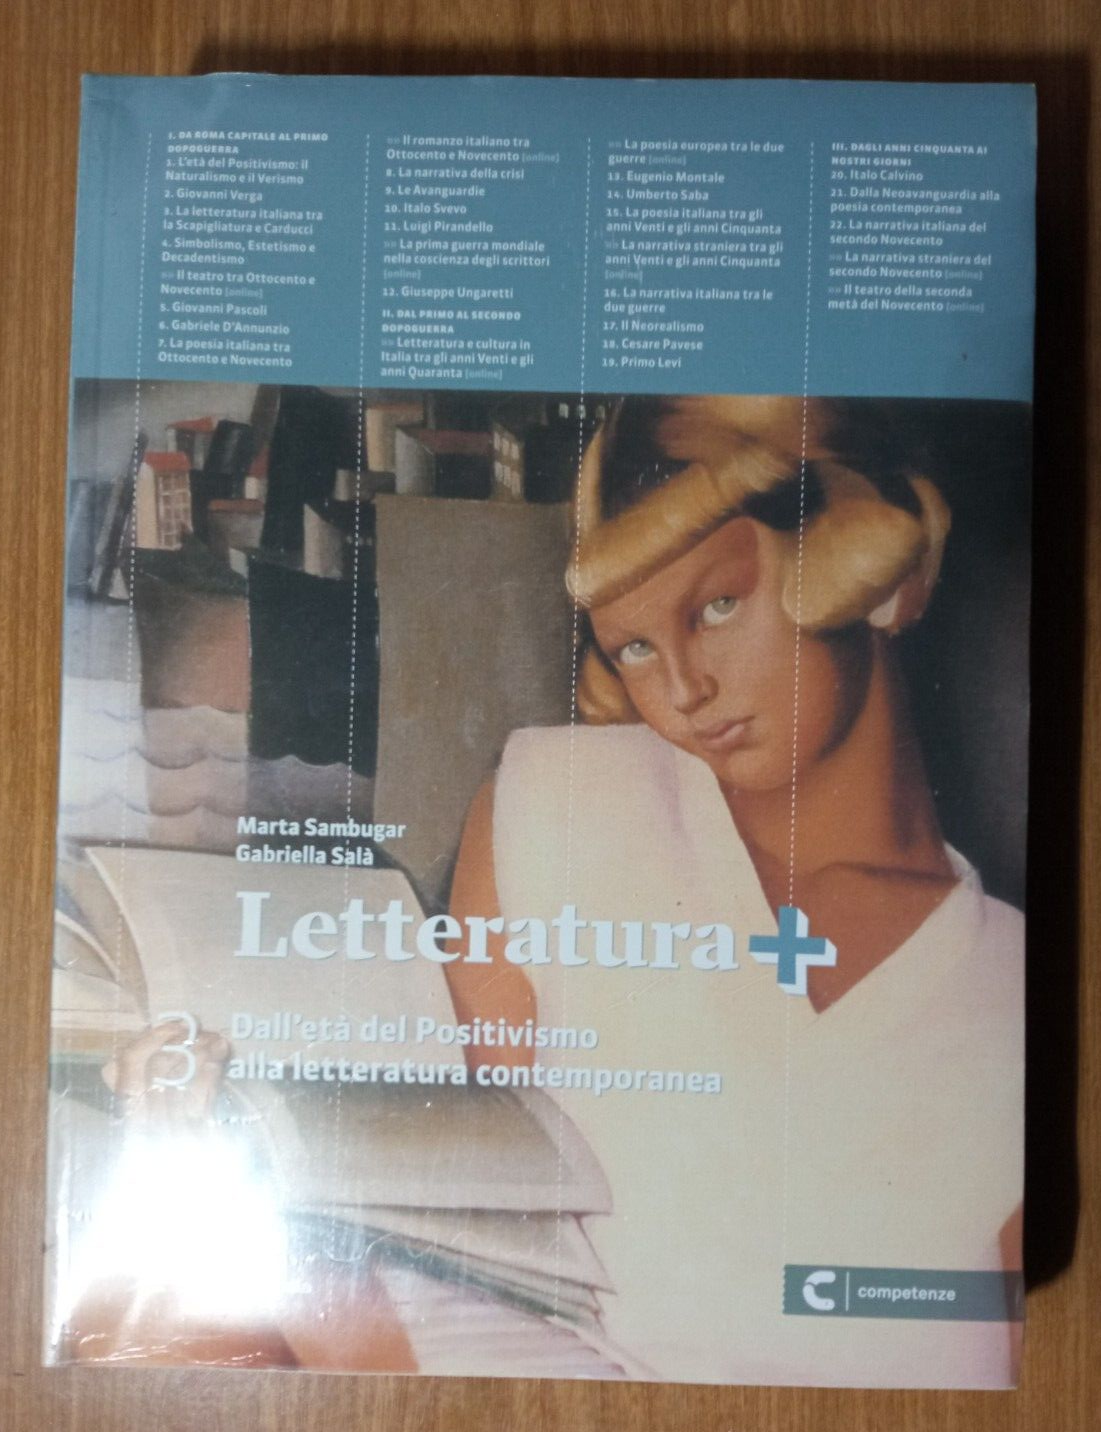 I. DA ROMA CAPITALE AL PRIMO
DOPOGUERRA
1. L'età del Positivismo: il
Naturalismo e il Verismo
2. Giovanni Verga
3. La letteratura italiana tra
la Scapigliatura e Carducci
4. Simbolismo, Estetismo e
Decadentismo
»» Il teatro tra Ottocento e
Novecento [online]
5. Giovanni Pascoli
6. Gabriele D'Annunzio
7. La poesia italiana tra
Ottocento e Novecento
»» Il romanzo italiano tra
Ottocento e Novecento [online]
8. La narrativa della crisi
9. Le Avanguardie
10. Italo Svevo
11. Luigi Pirandello
»» La prima guerra mondiale
nella coscienza degli scrittori
[online]
12. Giuseppe Ungaretti
II. DAL PRIMO AL SECONDO
DOPOGUERRA
»» Letteratura e cultura in
Italia tra gli anni Venti e gli
anni Quaranta [online]
»» La poesia europea tra le due
guerre [online]
13. Eugenio Montale
14. Umberto Saba
15. La poesia italiana tra gli
anni Venti e gli anni Cinquanta
»» La narrativa straniera tra gli
anni Venti e gli anni Cinquanta
[online]
16. La narrativa italiana tra le
due guerre
17. Il Neorealismo
18. Cesare Pavese
19. Primo Levi
III. DAGLI ANNI CINQUANTA AI
NOSTRI GIORNI
20. Italo Calvino
21. Dalla Neoavanguardia alla
poesia contemporanea
22. La narrativa italiana del
secondo Novecento
»» La narrativa straniera del
secondo Novecento [online]
»» Il teatro della seconda
metà del Novecento [online]
Marta Sambugar
Gabriella Salà
Letteratura+
3 Dall'età del Positivismo
alla letteratura contemporanea
competenze